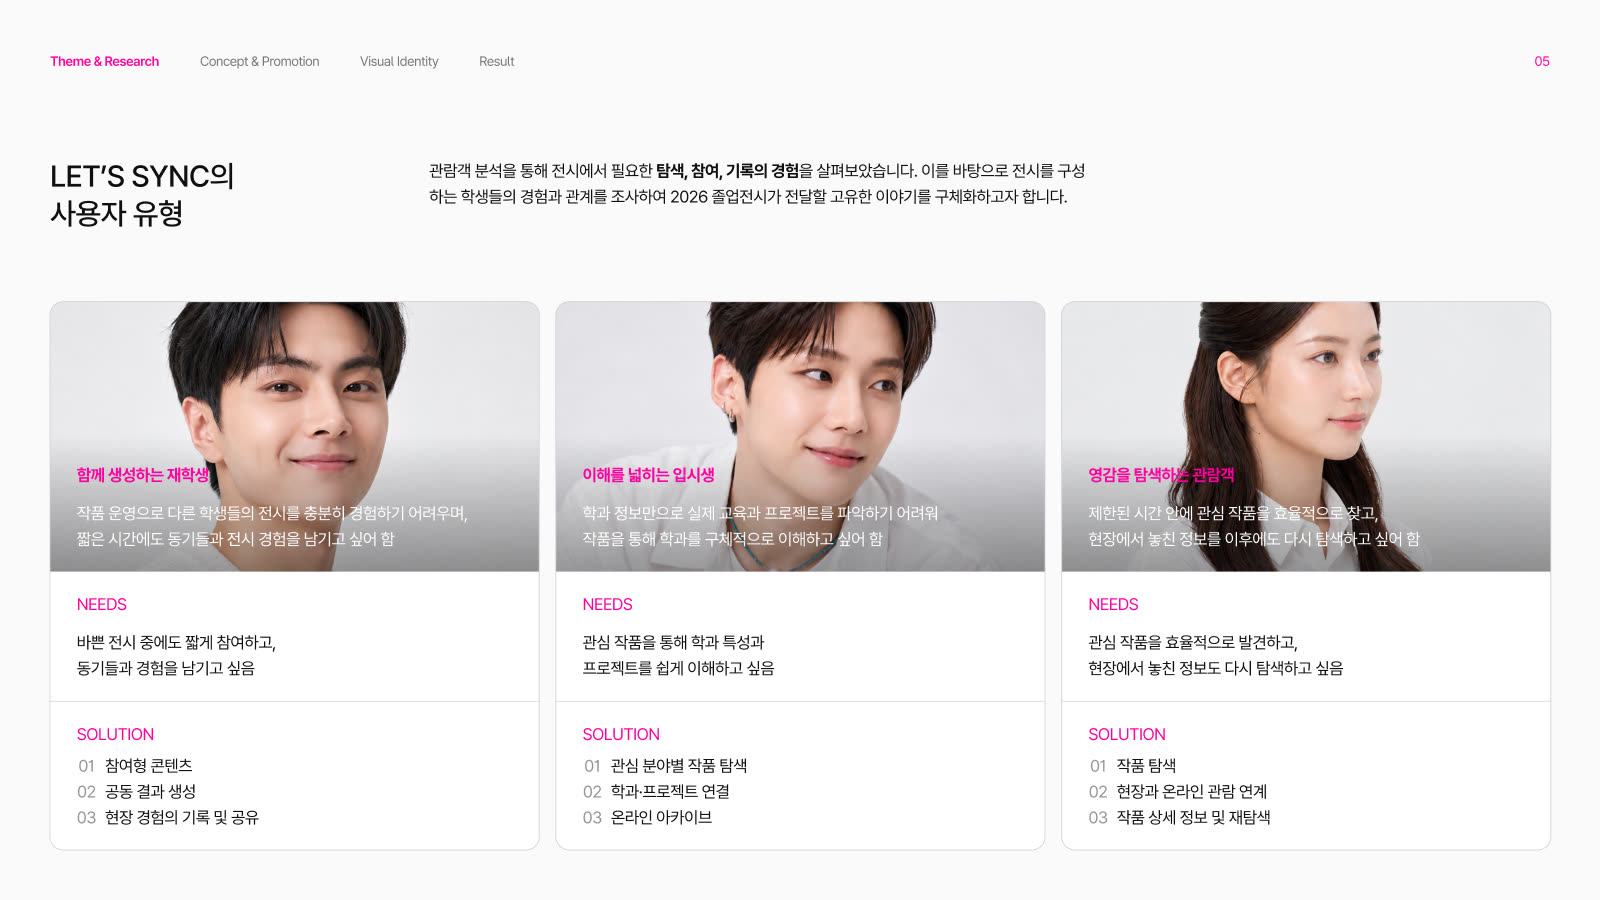 Theme & Research
Concept & Promotion
Visual Identity
Result
05
LET'S SYNC의
사용자 유형
관람객 분석을 통해 전시에서 필요한 탐색, 참여, 기록의 경험을 살펴보았습니다. 이를 바탕으로 전시를 구성
하는 학생들의 경험과 관계를 조사하여 2026 졸업전시가 전달할 고유한 이야기를 구체화하고자 합니다.
함께 생성하는 재학생
작품 운영으로 다른 학생들의 전시를 충분히 경험하기 어려우며,
짧은 시간에도 동기들과 전시 경험을 남기고 싶어 함
NEEDS
바쁜 전시 중에도 짧게 참여하고,
동기들과 경험을 남기고 싶음
SOLUTION
01 참여형 콘텐츠
02 공동 결과 생성
03 현장 경험의 기록 및 공유
이해를 넓히는 입시생
학과 정보만으로 실제 교육과 프로젝트를 파악하기 어려워
작품을 통해 학과를 구체적으로 이해하고 싶어 함
NEEDS
관심 작품을 통해 학과 특성과
프로젝트를 쉽게 이해하고 싶음
SOLUTION
01 관심 분야별 작품 탐색
02 학과·프로젝트 연결
03 온라인 아카이브
영감을 탐색하는 관람객
제한된 시간 안에 관심 작품을 효율적으로 찾고,
현장에서 놓친 정보를 이후에도 다시 탐색하고 싶어 함
NEEDS
관심 작품을 효율적으로 발견하고,
현장에서 놓친 정보도 다시 탐색하고 싶음
SOLUTION
01 작품 탐색
02 현장과 온라인 관람 연계
03 작품 상세 정보 및 재탐색